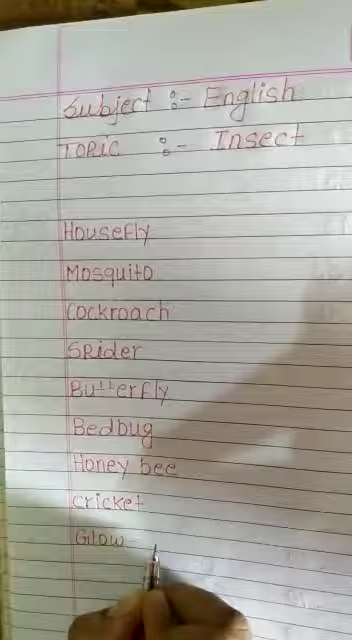 Subject :- English
TOPIC :- Insect
Housefly
Mosquito
Cockroach
Spider
Butterfly
Bedbug
Honey bee
Cricket
Glow